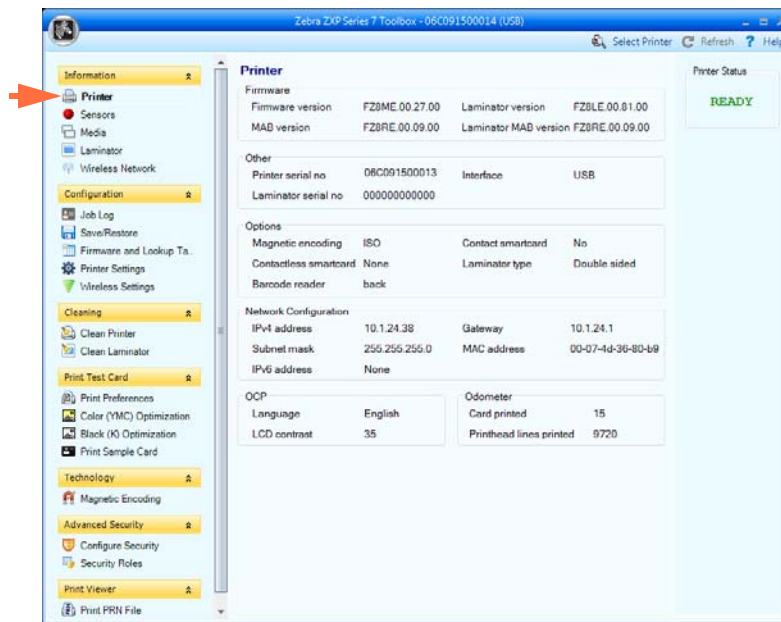 Zebra ZXP Series 7 Toolbox - 06C091500014 (USB)
Select Printer Refresh ? Help
Information
Printer
Sensors
Media
Laminator
Wireless Network
Configuration
Job Log
Save/Restore
Firmware and Lookup Ta..
Printer Settings
Wireless Settings
Cleaning
Clean Printer
Clean Laminator
Print Test Card
Print Preferences
Color (YMC) Optimization
Black (K) Optimization
Print Sample Card
Technology
Magnetic Encoding
Advanced Security
Configure Security
Security Roles
Print Viewer
Print PRN File
Printer
Firmware
Firmware version FZ8ME.00.27.00 Laminator version FZ8LE.00.81.00
MAB version FZ8RE.00.09.00 Laminator MAB version FZ8RE.00.09.00
Other
Printer serial no 06C091500013 Interface USB
Laminator serial no 000000000000
Options
Magnetic encoding ISO Contact smartcard No
Contactless smartcard None Laminator type Double sided
Barcode reader back
Network Configuration
IPv4 address 10.1.24.38 Gateway 10.1.24.1
Subnet mask 255.255.255.0 MAC address 00-07-4d-36-80-b9
IPv6 address None
OCP
Language English
LCD contrast 35
Odometer
Card printed 15
Printhead lines printed 9720
Printer Status
READY